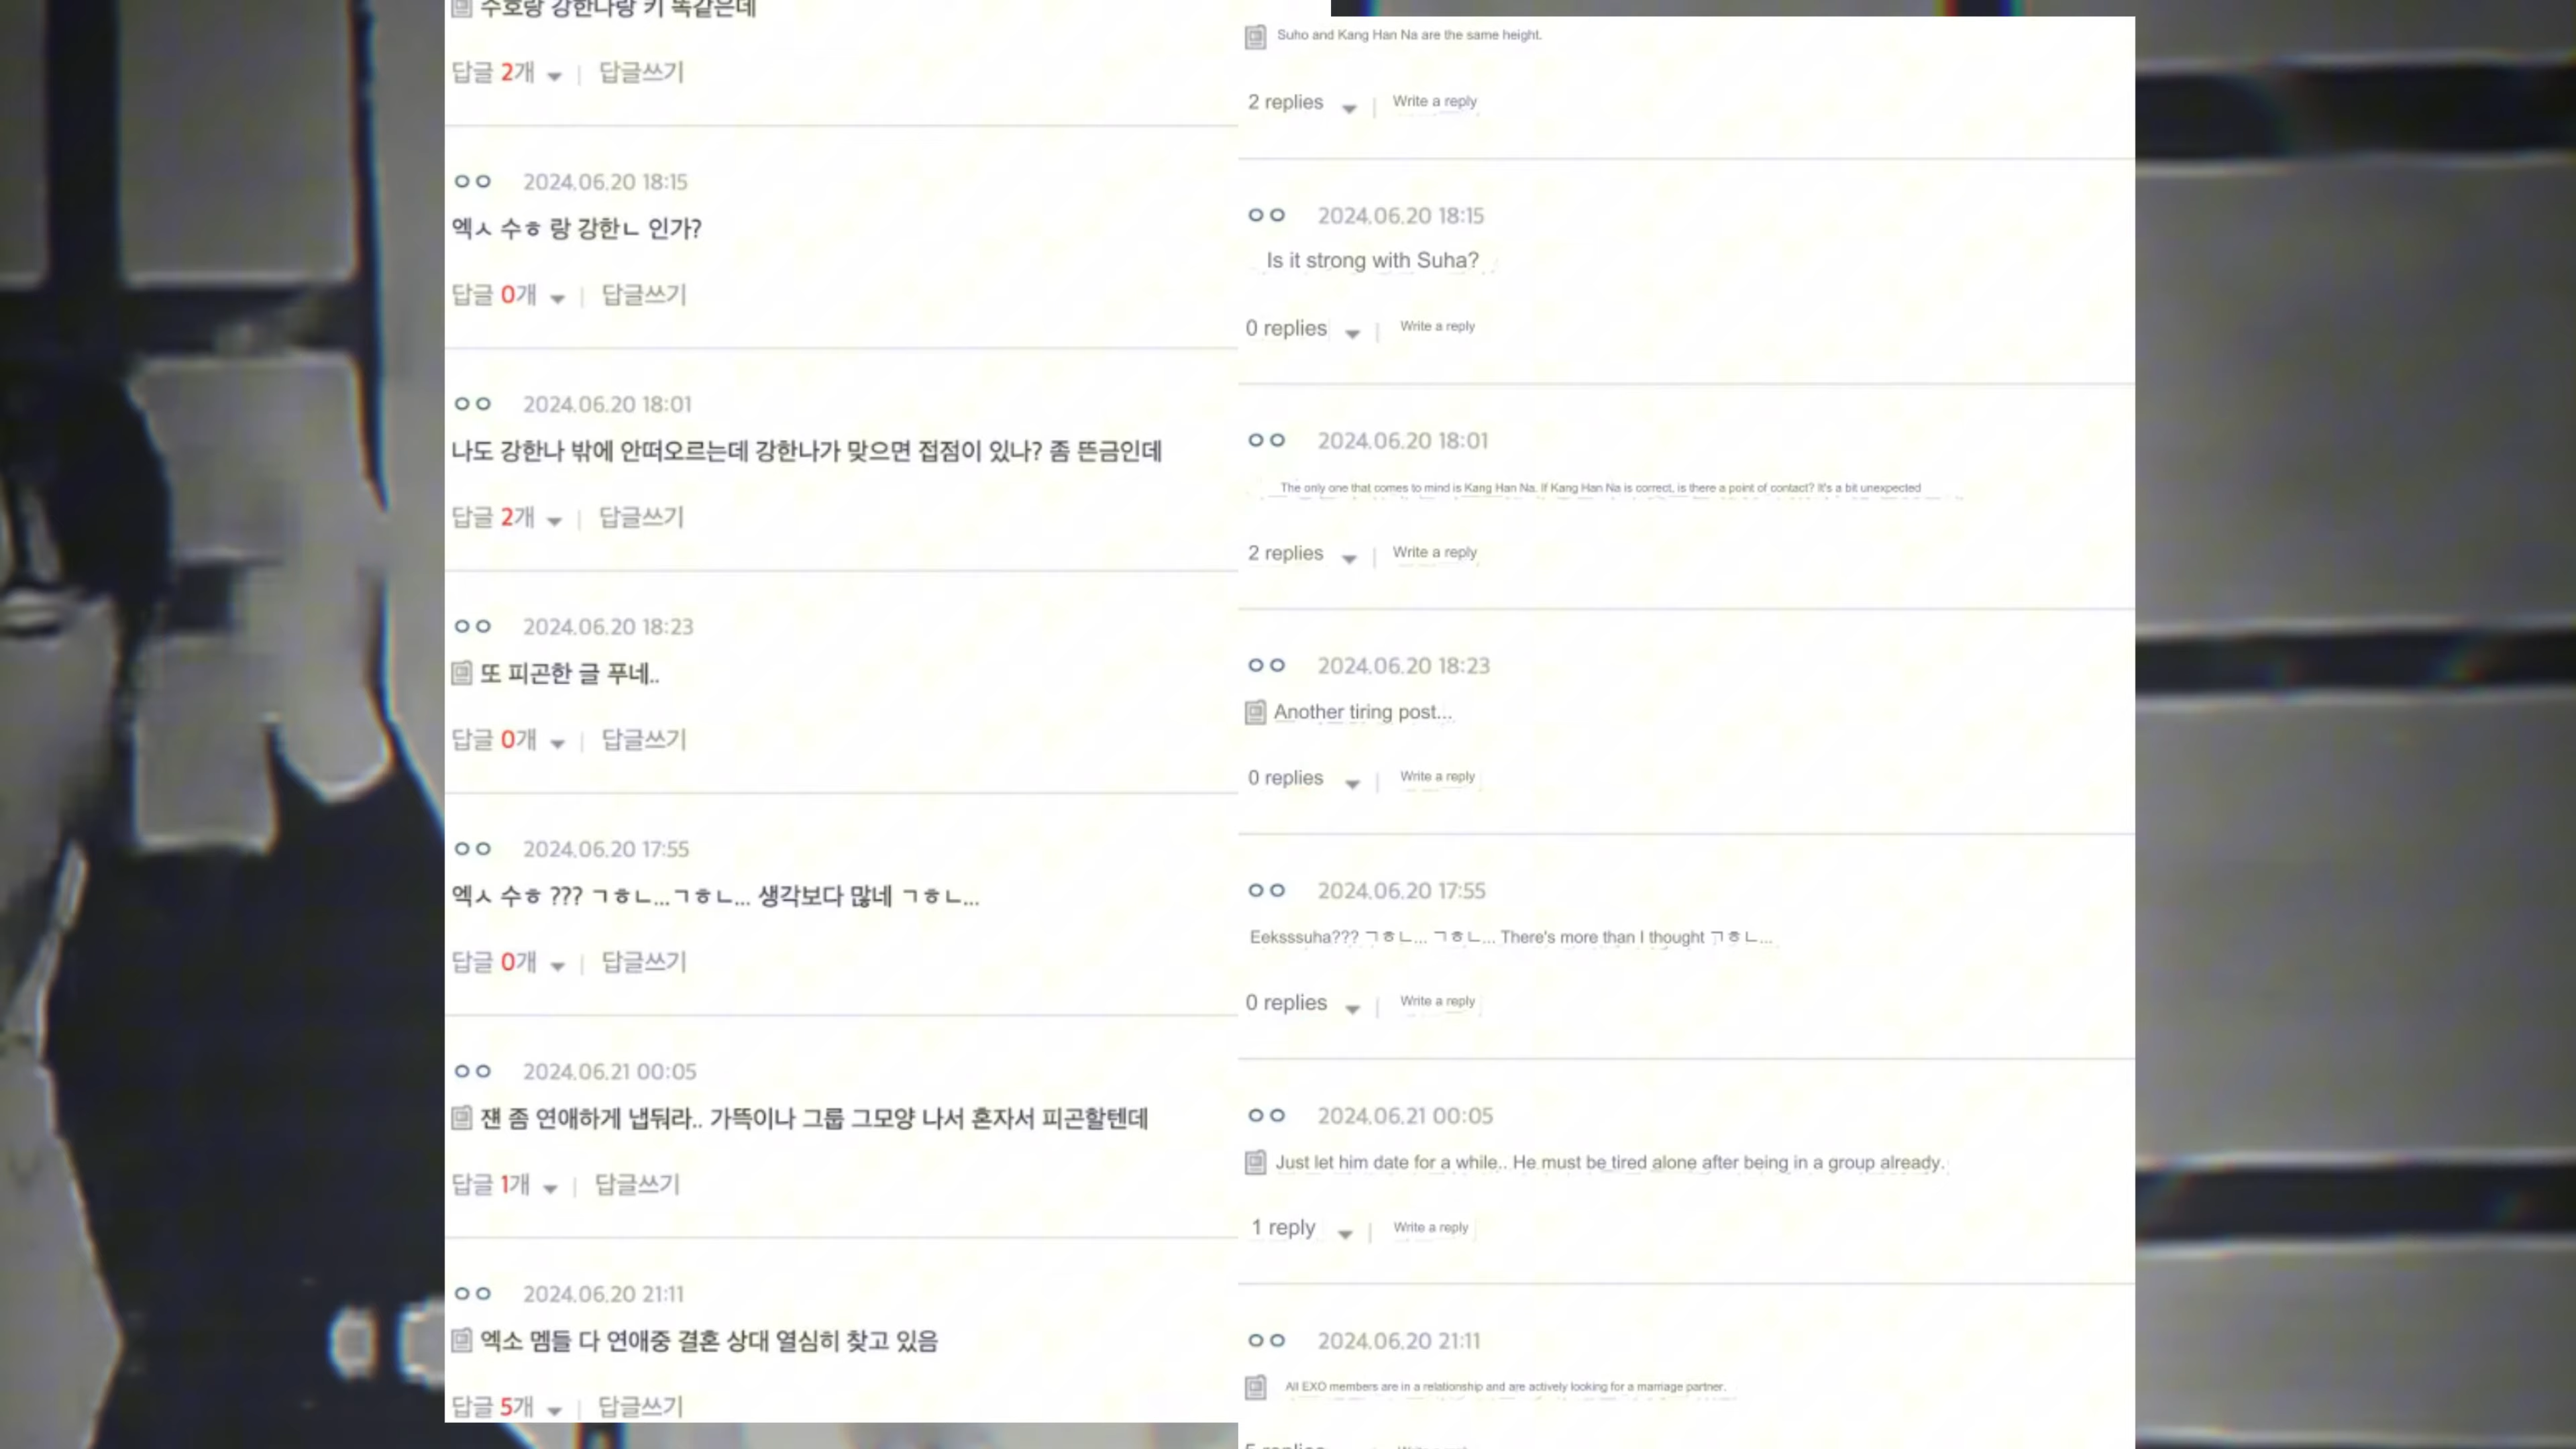 수호랑 강한나랑 키 똑같은데
답글 2개 | 답글쓰기
ㅇㅇ 2024.06.20 18:15
엑ㅅ 수ㅎ 랑 강한ㄴ 인가?
답글 0개 | 답글쓰기
ㅇㅇ 2024.06.20 18:01
나도 강한나 밖에 안떠오르는데 강한나가 맞으면 접점이 있나? 좀 뜬금인데
답글 2개 | 답글쓰기
ㅇㅇ 2024.06.20 18:23
또 피곤한 글 푸네..
답글 0개 | 답글쓰기
ㅇㅇ 2024.06.20 17:55
엑ㅅ 수ㅎ ??? ㄱㅎㄴ...ㄱㅎㄴ... 생각보다 많네 ㄱㅎㄴ...
답글 0개 | 답글쓰기
ㅇㅇ 2024.06.21 00:05
쟨 좀 연애하게 냅둬라.. 가뜩이나 그룹 그모양 나서 혼자서 피곤할텐데
답글 1개 | 답글쓰기
ㅇㅇ 2024.06.20 21:11
엑소 멤들 다 연애중 결혼 상대 열심히 찾고 있음
답글 5개 | 답글쓰기
Suho and Kang Han Na are the same height.
2 replies | Write a reply
ㅇㅇ 2024.06.20 18:15
Is it strong with Suha?
0 replies | Write a reply
ㅇㅇ 2024.06.20 18:01
The only one that comes to mind is Kang Han Na. If Kang Han Na is correct, is there a point of contact? It's a bit unexpected
2 replies | Write a reply
ㅇㅇ 2024.06.20 18:23
Another tiring post...
0 replies | Write a reply
ㅇㅇ 2024.06.20 17:55
Eeksssuha??? ㄱㅎㄴ... ㄱㅎㄴ... There's more than I thought ㄱㅎㄴ...
0 replies | Write a reply
ㅇㅇ 2024.06.21 00:05
Just let him date for a while.. He must be tired alone after being in a group already.
1 reply | Write a reply
ㅇㅇ 2024.06.20 21:11
All EXO members are in a relationship and are actively looking for a marriage partner.